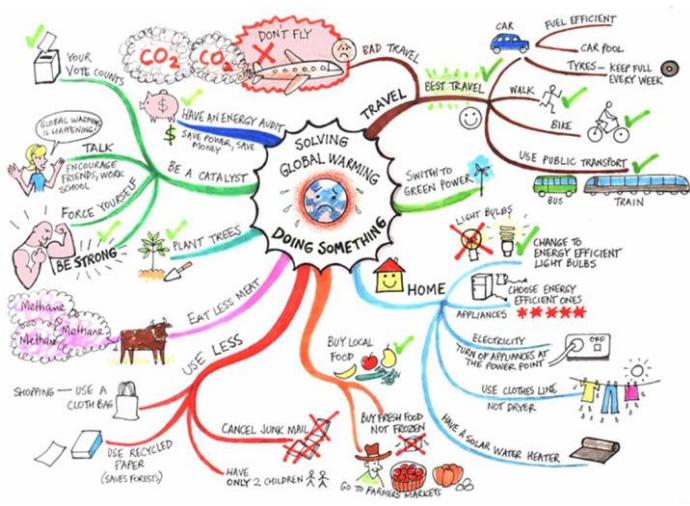 SOLVING
GLOBAL WARMING
DOING SOMETHING
TRAVEL
BAD TRAVEL
DON'T FLY
CO2
CO2
BEST TRAVEL
CAR
FUEL EFFICIENT
CAR POOL
TYRES – KEEP FULL
EVERY WEEK
WALK
BIKE
USE PUBLIC TRANSPORT
BUS
TRAIN
SWITH TO
GREEN POWER
HOME
LIGHT BULBS
CHANGE TO
ENERGY EFFICIENT
LIGHT BULBS
APPLIANCES
CHOOSE ENERGY
EFFICIENT ONES
ELECTRICITY
TURN OF APPLIANCES AT
THE POWER POINT
OFF
USE CLOTHES LINE
NOT DRYER
HAVE A SOLAR WATER HEATER
BUY LOCAL
FOOD
BUY FRESH FOOD
NOT FROZEN
GO TO FARMERS MARKETS
USE LESS
SHOPPING — USE A
CLOTH BAG
USE RECYCLED
PAPER
(SAVES FORESTS)
CANCEL JUNK MAIL
HAVE
ONLY 2 CHILDREN
EAT LESS MEAT
Methane
Methane
PLANT TREES
BE A CATALYST
YOUR
VOTE COUNTS
TALK
GLOBAL WARMING
IS HAPPENING!
ENCOURAGE
FRIENDS, WORK
SCHOOL
FORCE YOURSELF
BE STRONG
HAVE AN ENERGY AUDIT
SAVE POWER, SAVE
MONEY
$
$